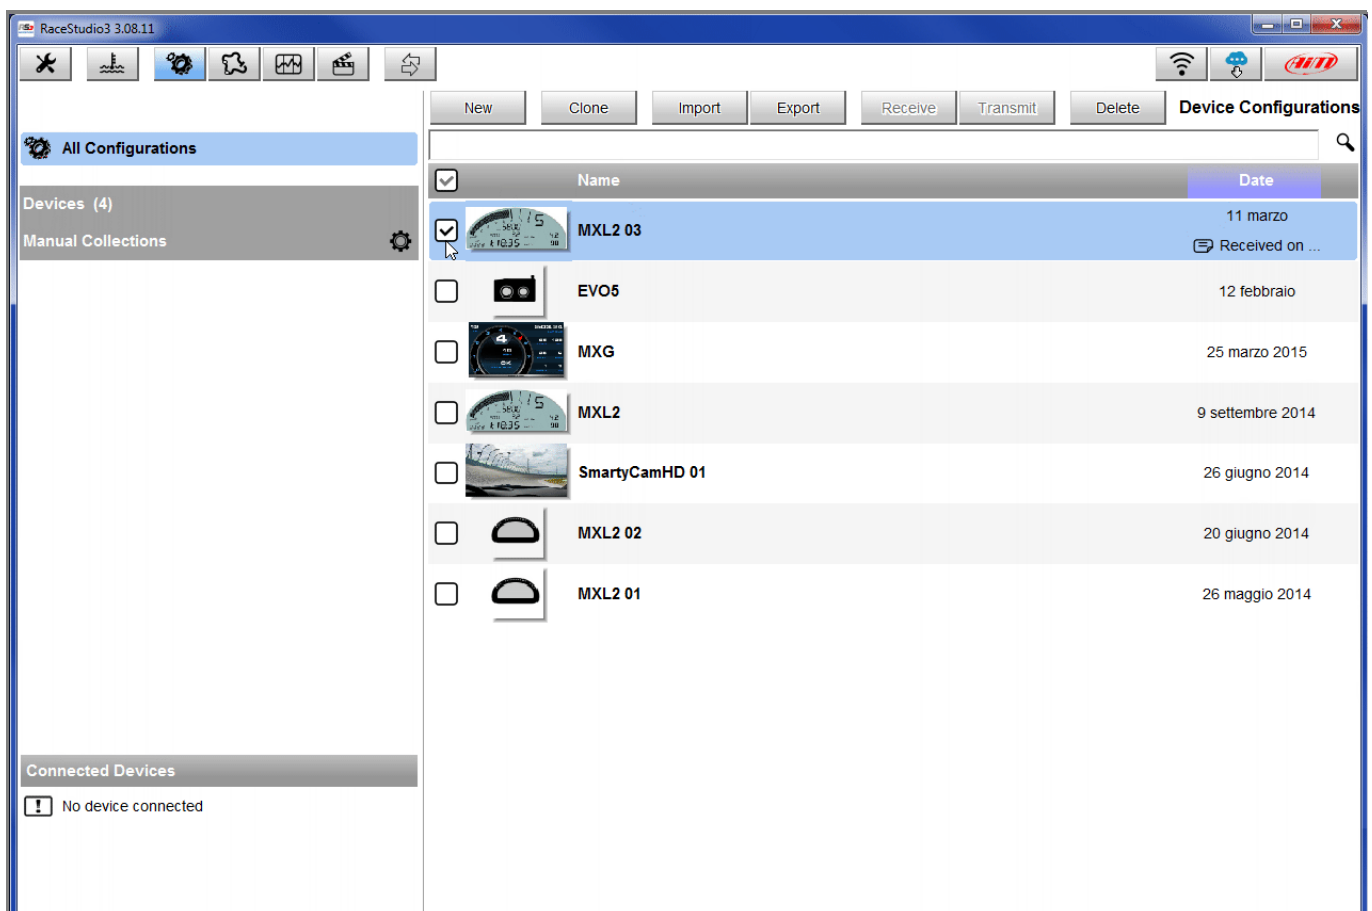 RaceStudio3 3.08.11
AiM
New Clone Import Export Receive Transmit Delete Device Configurations
All Configurations
Name Date
Devices (4)
Manual Collections
MXL2 03 11 marzo
Received on ...
EVO5 12 febbraio
MXG 25 marzo 2015
MXL2 9 settembre 2014
SmartyCamHD 01 26 giugno 2014
MXL2 02 20 giugno 2014
MXL2 01 26 maggio 2014
Connected Devices
No device connected